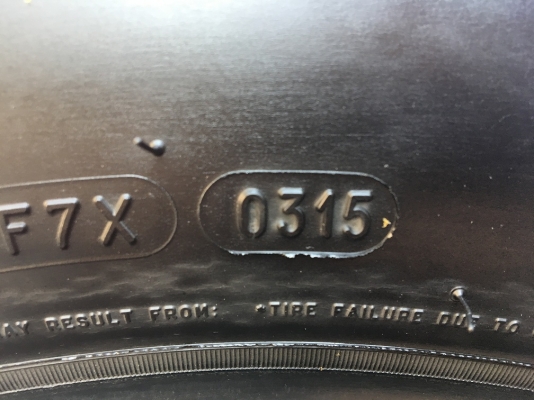 F7X 0315
AY RESULT FROM: *TIRE FAILURE DUE TO